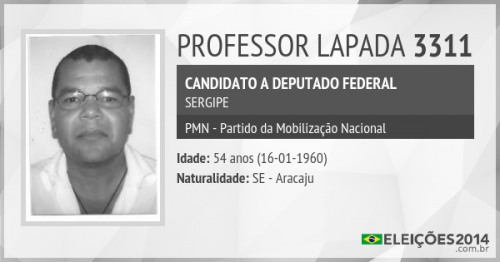 PROFESSOR LAPADA 3311
CANDIDATO A DEPUTADO FEDERAL
SERGIPE
PMN - Partido da Mobilização Nacional
Idade: 54 anos (16-01-1960)
Naturalidade: SE - Aracaju
ELEIÇÕES2014
.com.br